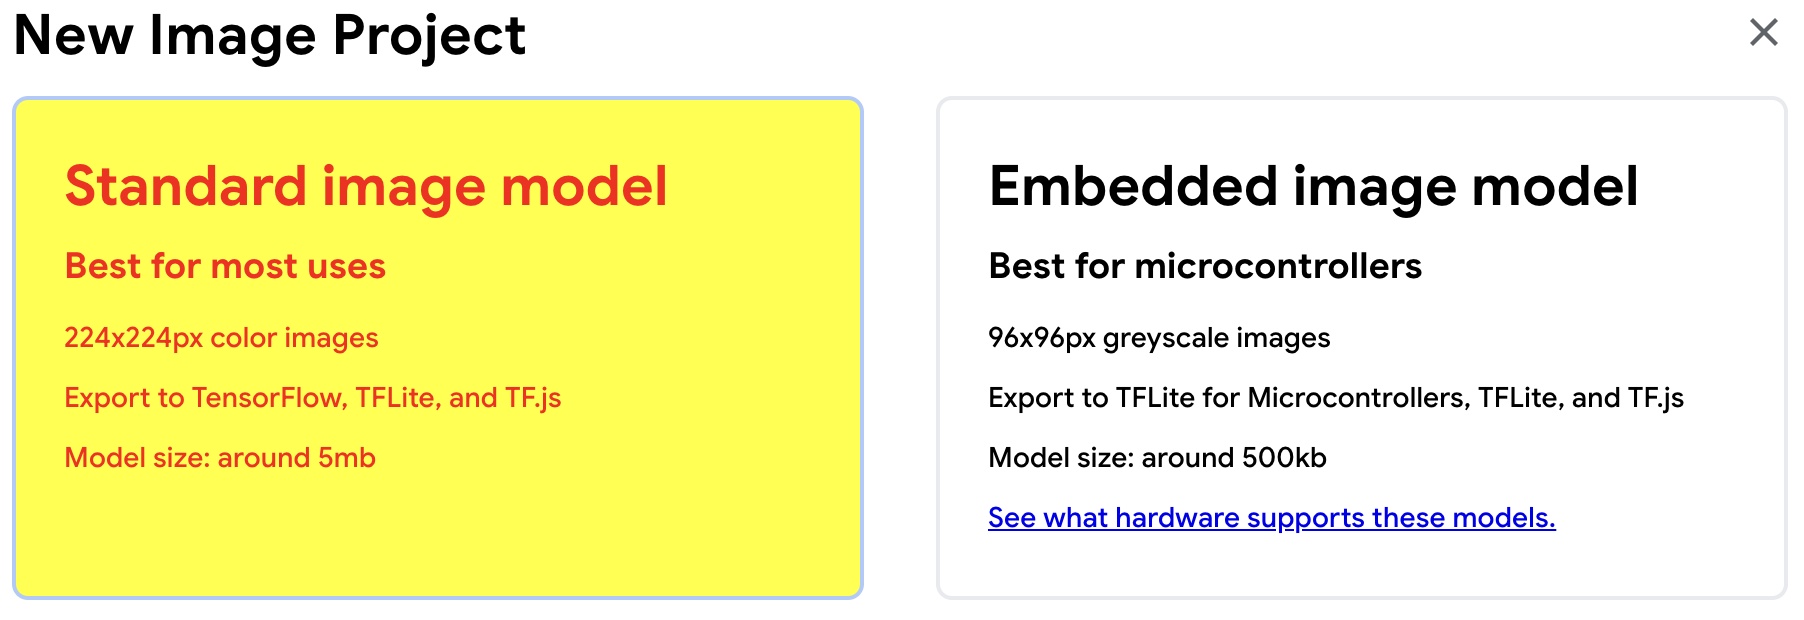 New Image Project
Standard image model
Best for most uses
224x224px color images
Export to TensorFlow, TFLite, and TF.js
Model size: around 5mb
Embedded image model
Best for microcontrollers
96x96px greyscale images
Export to TFLite for Microcontrollers, TFLite, and TF.js
Model size: around 500kb
See what hardware supports these models.